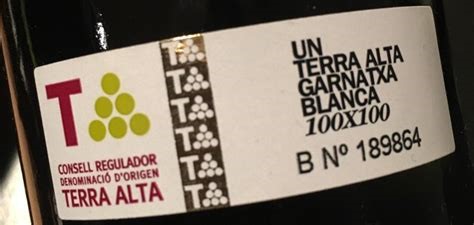 T
CONSELL REGULADOR
DENOMINACIÓ D'ORIGEN
TERRA ALTA
T
T
T
T
T
T
UN
TERRA ALTA
GARNATXA
BLANCA
100X100
B Nº 189864